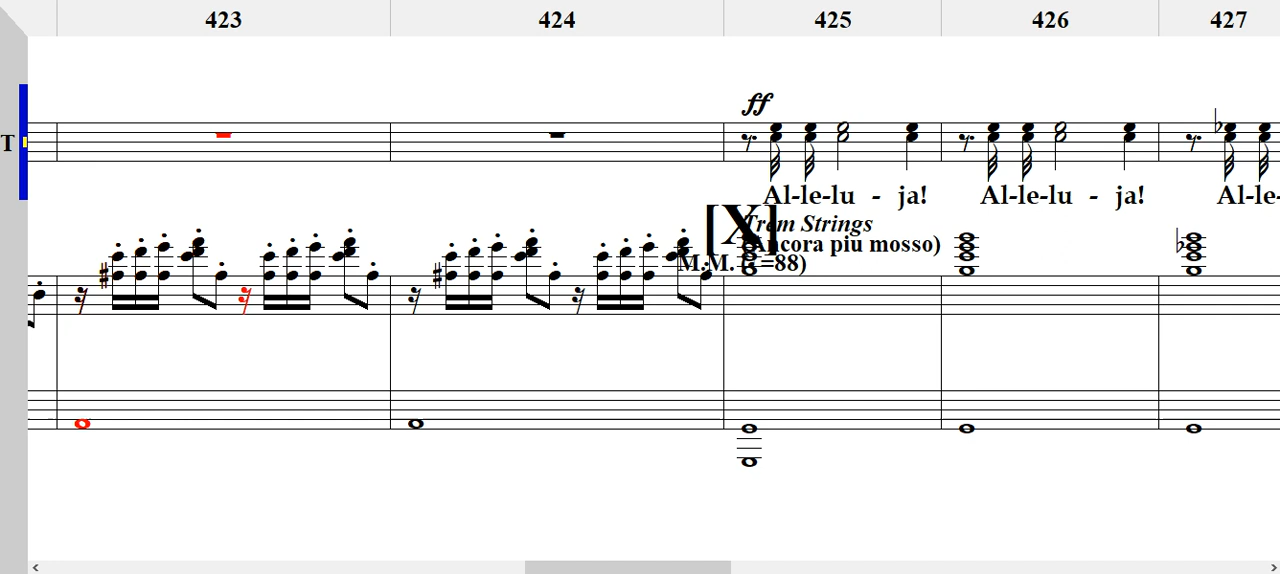 423 424 425 426 427
ff
T
Al-le-lu - ja! Al-le-lu - ja! Al-le-
[X]
Trem Strings
(Ancora piu mosso)
M.M. ( =88)